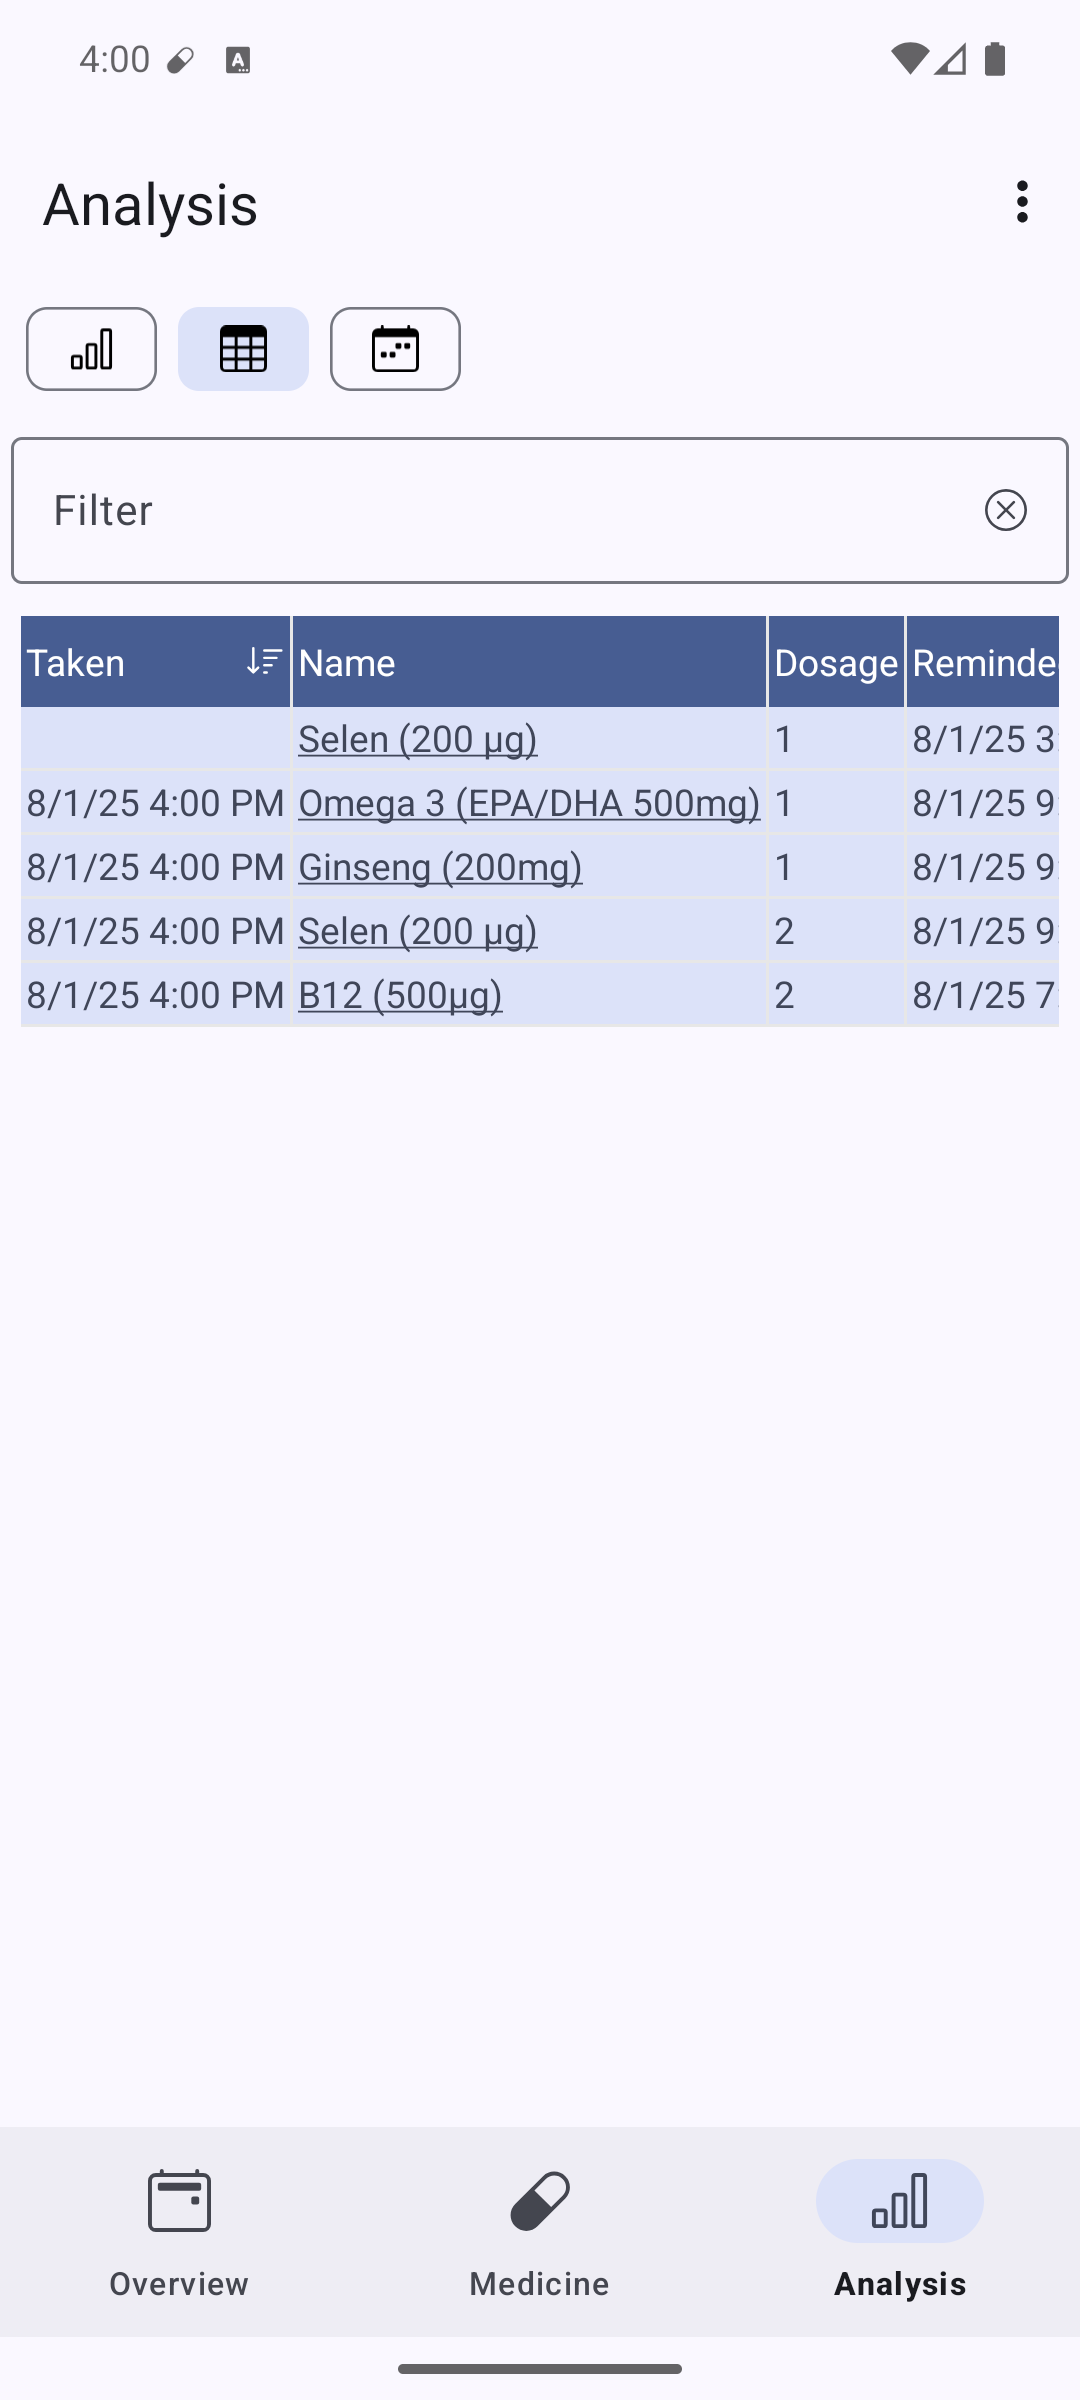 4:00
Analysis
Filter
Taken Name Dosage Reminde
Selen (200 µg) 1 8/1/25 3:
8/1/25 4:00 PM Omega 3 (EPA/DHA 500mg) 1 8/1/25 9:
8/1/25 4:00 PM Ginseng (200mg) 1 8/1/25 9:
8/1/25 4:00 PM Selen (200 µg) 2 8/1/25 9:
8/1/25 4:00 PM B12 (500µg) 2 8/1/25 7:
Overview Medicine Analysis